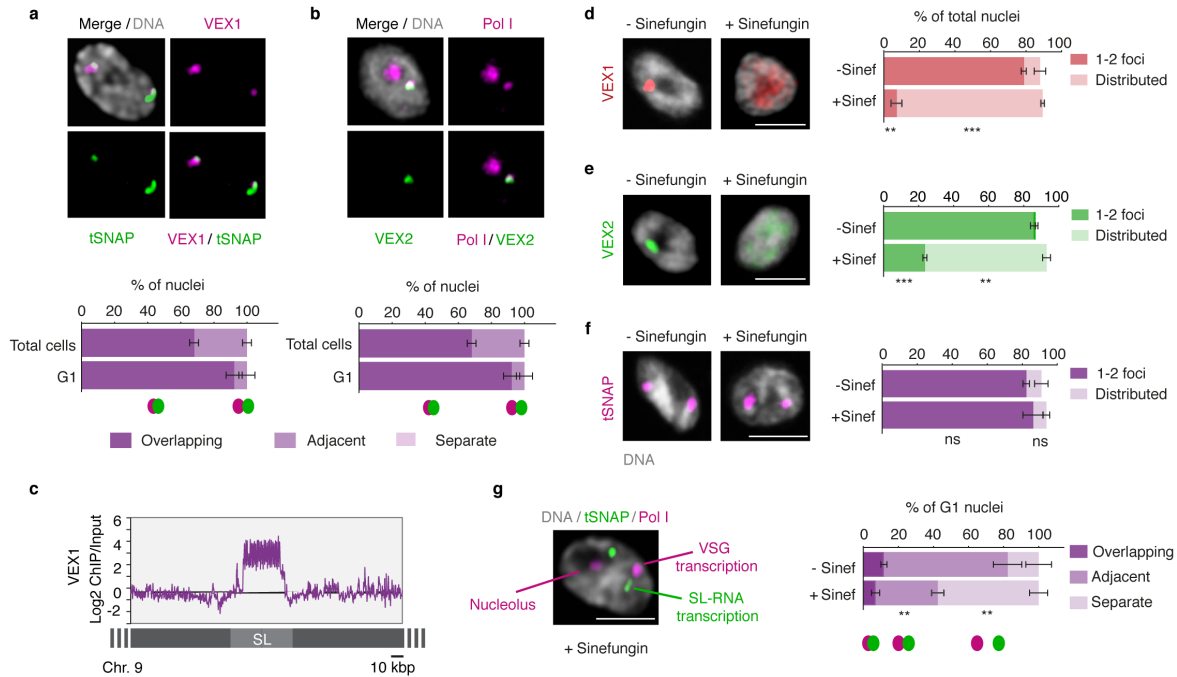 a
Merge / DNA VEX1
tSNAP VEX1 / tSNAP
% of nuclei
0 20 40 60 80 100
Total cells
G1
b
Merge / DNA Pol I
VEX2 Pol I / VEX2
% of nuclei
0 20 40 60 80 100
Total cells
G1
Overlapping Adjacent Separate
c
VEX1
Log2 ChIP/Input
6
4
2
0
-2
SL
Chr. 9 10 kbp
d
- Sinefungin + Sinefungin
VEX1
% of total nuclei
0 20 40 60 80 100
-Sinef
+Sinef
** ***
1-2 foci
Distributed
e
- Sinefungin + Sinefungin
VEX2
0 20 40 60 80 100
-Sinef
+Sinef
*** **
1-2 foci
Distributed
f
- Sinefungin + Sinefungin
tSNAP
DNA
0 20 40 60 80 100
-Sinef
+Sinef
ns ns
1-2 foci
Distributed
g
DNA / tSNAP / Pol I
VSG
transcription
Nucleolus
SL-RNA
transcription
+ Sinefungin
% of G1 nuclei
0 20 40 60 80 100
- Sinef
+ Sinef
** **
Overlapping
Adjacent
Separate